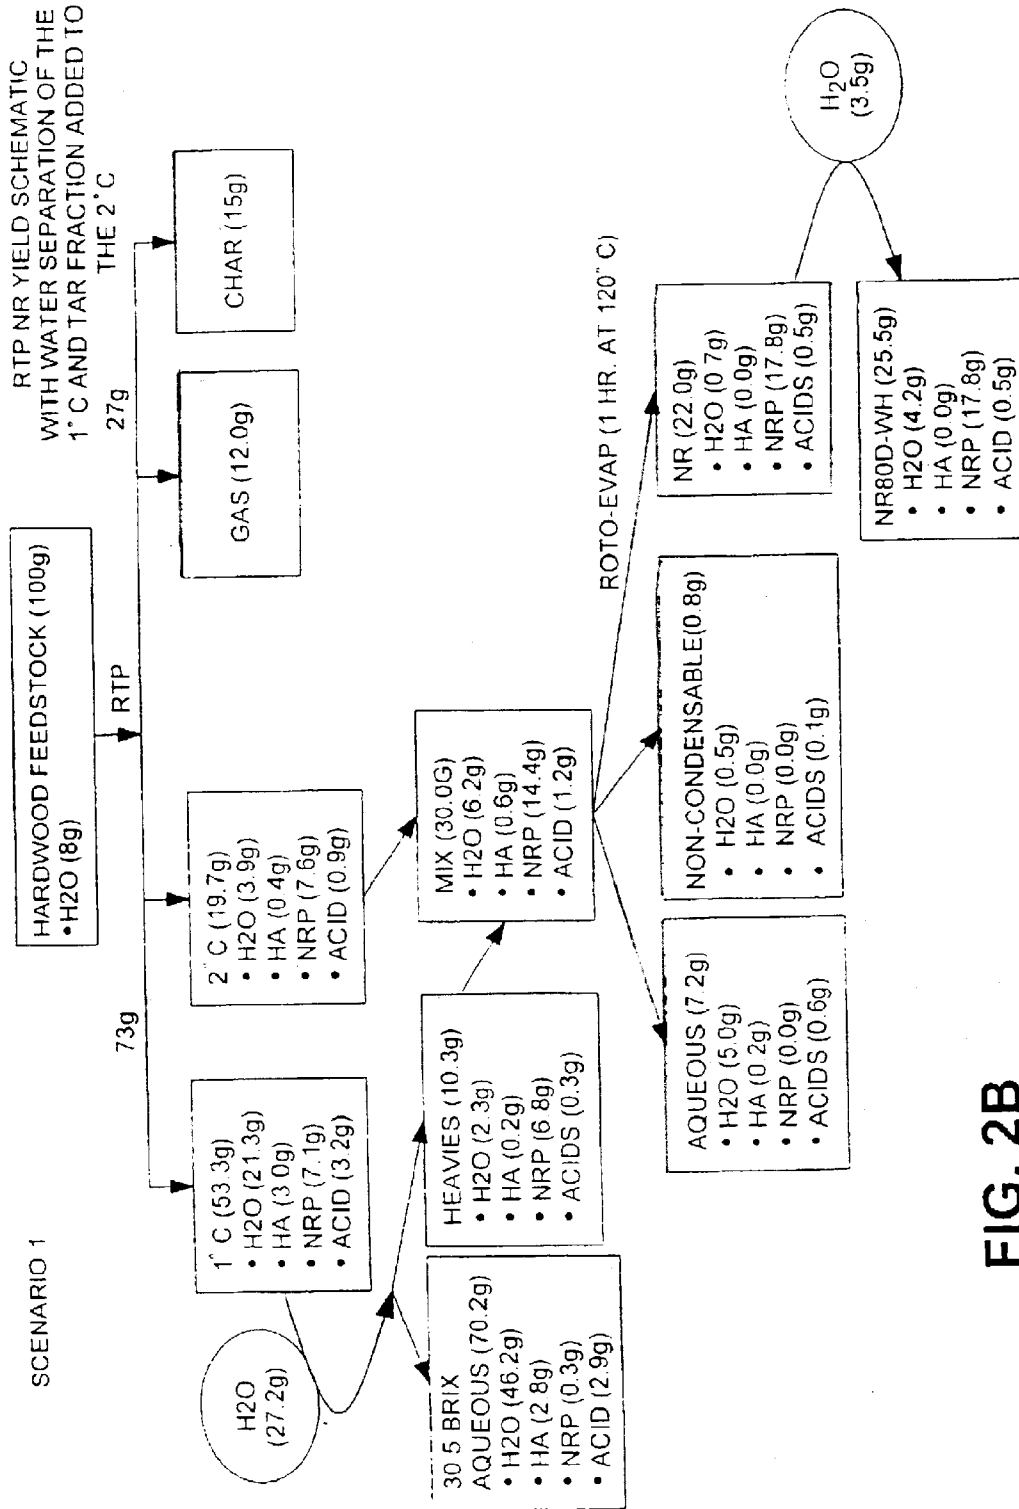 SCENARIO 1
RTP NR YIELD SCHEMATIC
WITH WATER SEPARATION OF THE
1° C AND TAR FRACTION ADDED TO
THE 2° C
HARDWOOD FEEDSTOCK (100g)
•H2O (8g)
RTP
73g
27g
1° C (53.3g)
• H2O (21.3g)
• HA (3.0g)
• NRP (7.1g)
• ACID (3.2g)
2° C (19.7g)
• H2O (3.9g)
• HA (0.4g)
• NRP (7.6g)
• ACID (0.9g)
GAS (12.0g)
CHAR (15g)
H2O
(27.2g)
30.5 BRIX
AQUEOUS (70.2g)
• H2O (46.2g)
• HA (2.8g)
• NRP (0.3g)
• ACID (2.9g)
HEAVIES (10.3g)
• H2O (2.3g)
• HA (0.2g)
• NRP (6.8g)
• ACIDS (0.3g)
MIX (30.0G)
• H2O (6.2g)
• HA (0.6g)
• NRP (14.4g)
• ACID (1.2g)
ROTO-EVAP (1 HR. AT 120° C)
AQUEOUS (7.2g)
• H2O (5.0g)
• HA (0.2g)
• NRP (0.0g)
• ACIDS (0.6g)
NON-CONDENSABLE(0.8g)
• H2O (0.5g)
• HA (0.0g)
• NRP (0.0g)
• ACIDS (0.1g)
NR (22.0g)
• H2O (0.7g)
• HA (0.0g)
• NRP (17.8g)
• ACIDS (0.5g)
H₂O
(3.5g)
NR80D-WH (25.5g)
• H2O (4.2g)
• HA (0.0g)
• NRP (17.8g)
• ACID (0.5g)
FIG. 2B